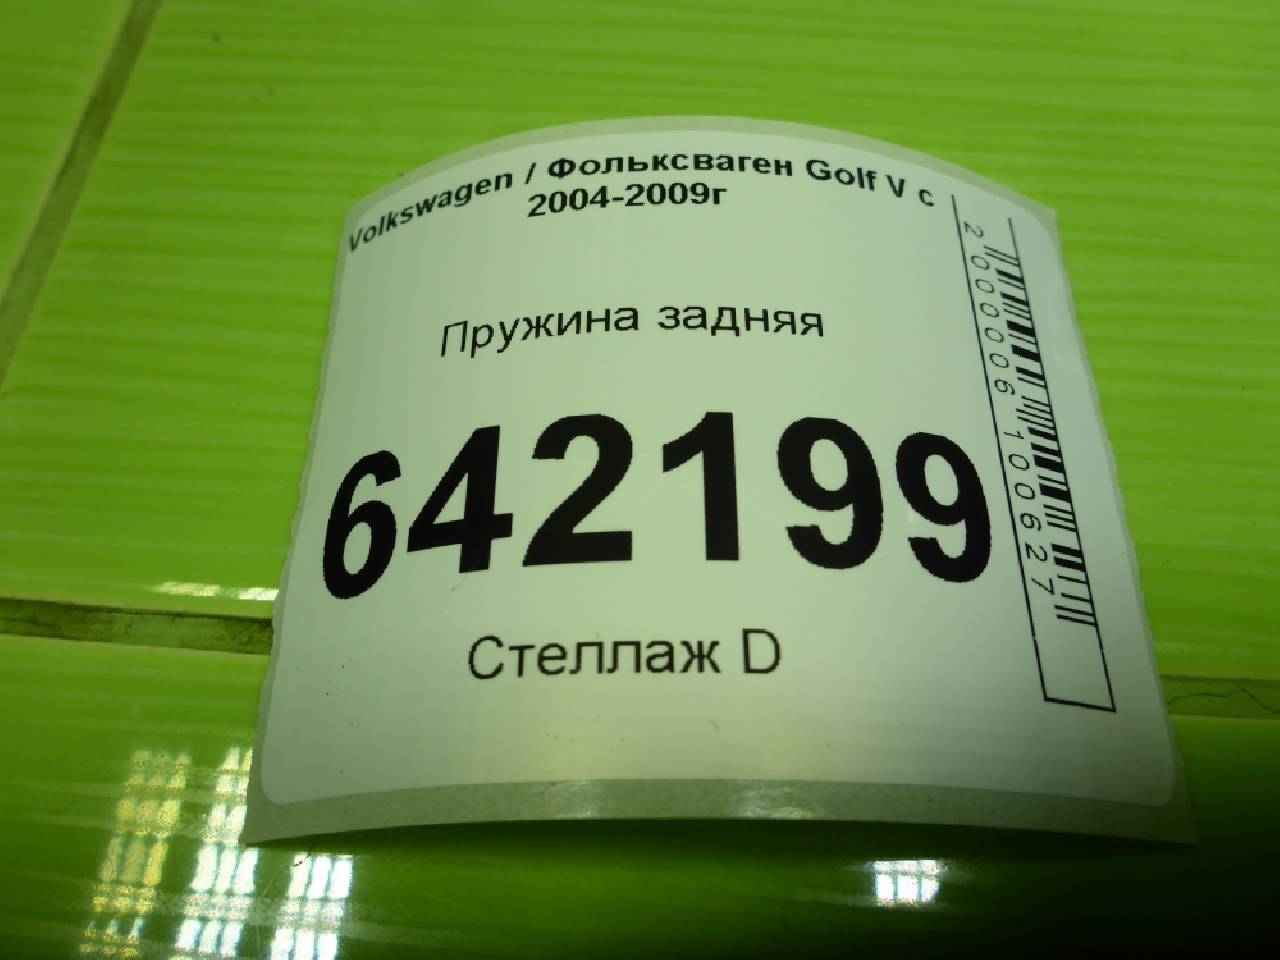 Volkswagen / Фольксваген Golf V с
2004-2009г
Пружина задняя
642199
Стеллаж D
2000006100627